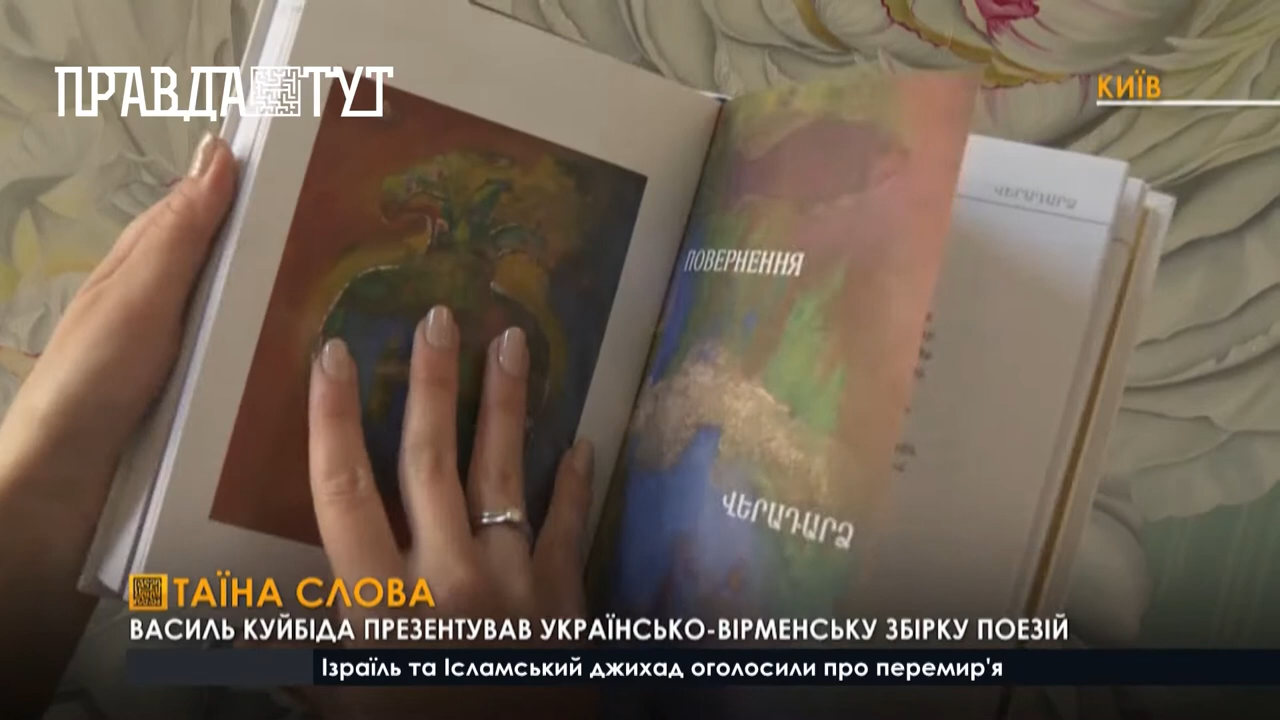 ПРАВДА ТУТ
КИЇВ
ՎԵՐԱԴԱՐՁ
ПОВЕРНЕННЯ
ՎԵՐԱԴԱՐՁ
ТАЇНА СЛОВА
ВАСИЛЬ КУЙБІДА ПРЕЗЕНТУВАВ УКРАЇНСЬКО-ВІРМЕНСЬКУ ЗБІРКУ ПОЕЗІЙ
Ізраїль та Ісламський джихад оголосили про перемир'я